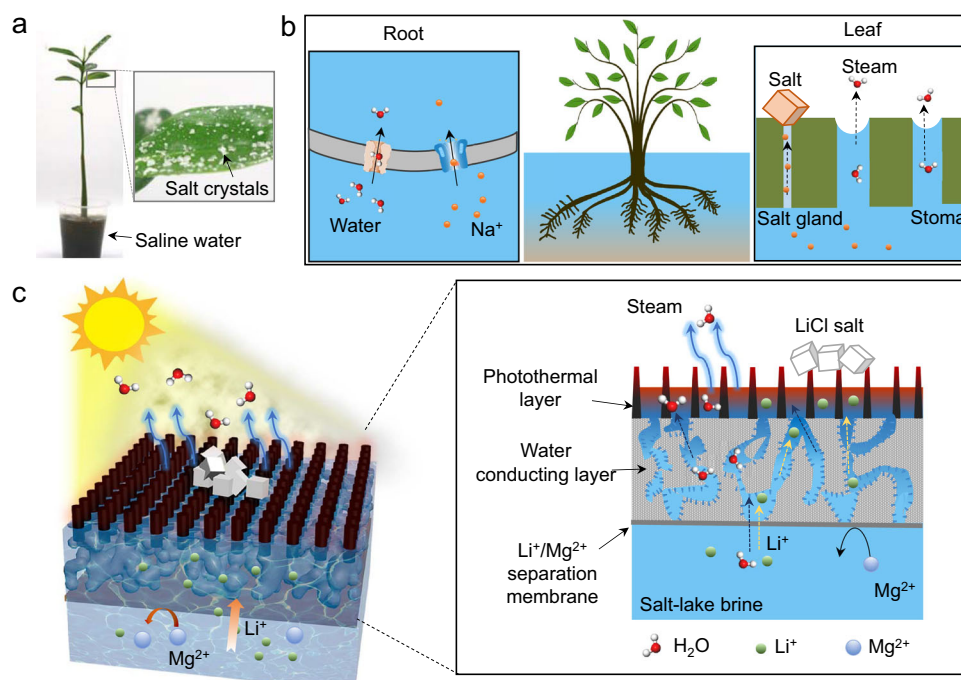 a
Salt crystals
Saline water
b
Root
Water
Na⁺
Leaf
Salt
Steam
Salt gland
Stoma
c
Li⁺
Mg²⁺
Steam
LiCl salt
Photothermal
layer
Water
conducting layer
Li⁺/Mg²⁺
separation
membrane
Li⁺
Mg²⁺
Salt-lake brine
H₂O
Li⁺
Mg²⁺